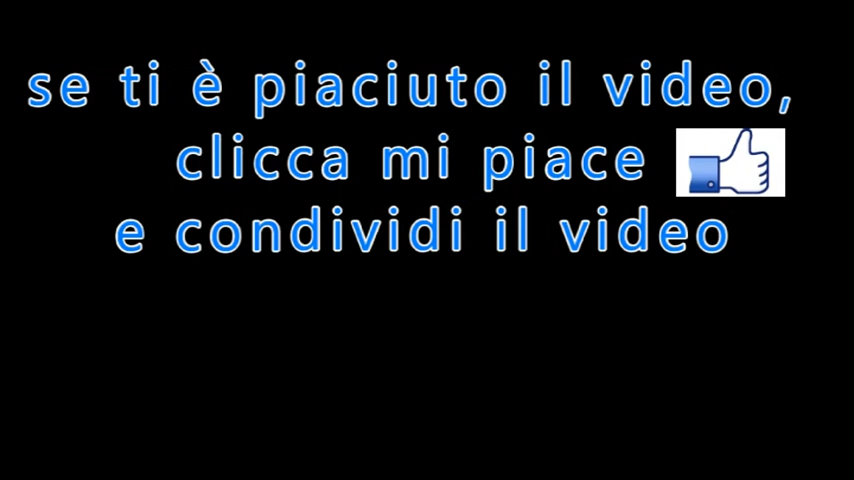 se ti è piaciuto il video,
clicca mi piace
e condividi il video